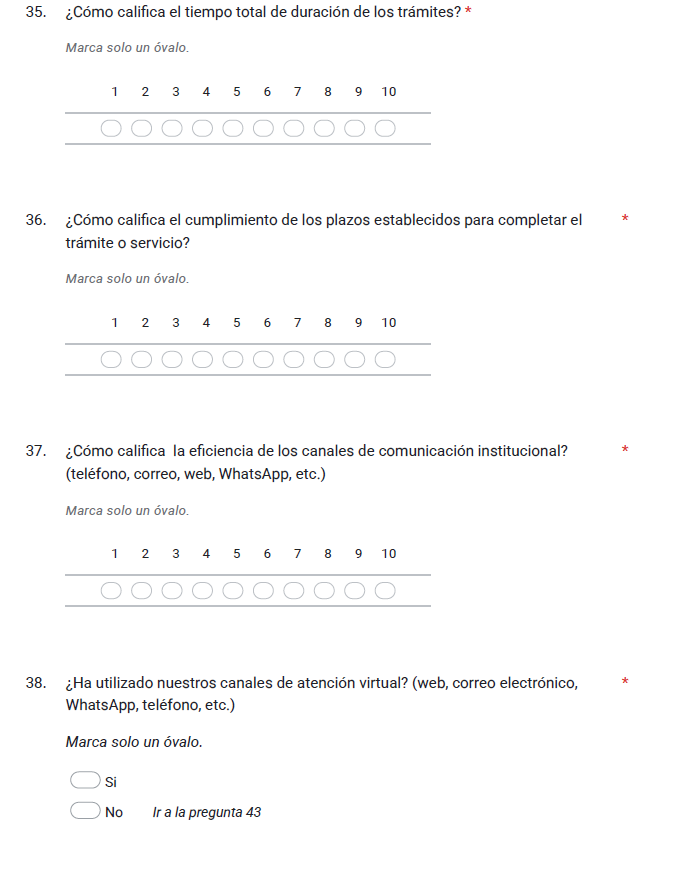 35. ¿Cómo califica el tiempo total de duración de los trámites? *
Marca solo un óvalo.
1 2 3 4 5 6 7 8 9 10
36. ¿Cómo califica el cumplimiento de los plazos establecidos para completar el *
trámite o servicio?
Marca solo un óvalo.
1 2 3 4 5 6 7 8 9 10
37. ¿Cómo califica  la eficiencia de los canales de comunicación institucional? *
(teléfono, correo, web, WhatsApp, etc.)
Marca solo un óvalo.
1 2 3 4 5 6 7 8 9 10
38. ¿Ha utilizado nuestros canales de atención virtual? (web, correo electrónico, *
WhatsApp, teléfono, etc.)
Marca solo un óvalo.
Si
No Ir a la pregunta 43